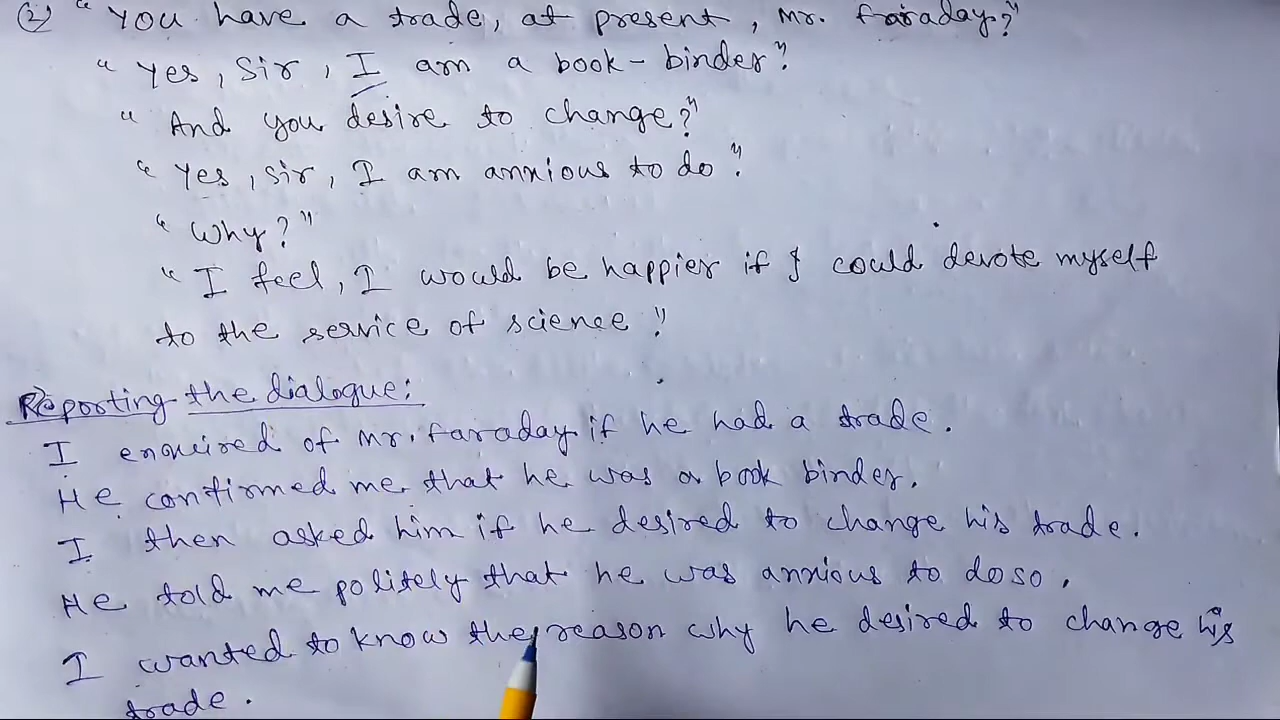 (2) "You have a trade, at present, Mr. Faraday?"
"Yes, Sir, I am a book-binder".
"And you desire to change?"
"Yes, Sir, I am anxious to do".
"Why?"
"I feel, I would be happier if I could devote myself
to the service of science".
Reporting the dialogue:
I enquired of Mr. Faraday if he had a trade.
He confirmed me that he was a book binder.
I then asked him if he desired to change his trade.
He told me politely that he was anxious to do so.
I wanted to know the reason why he desired to change his
trade.